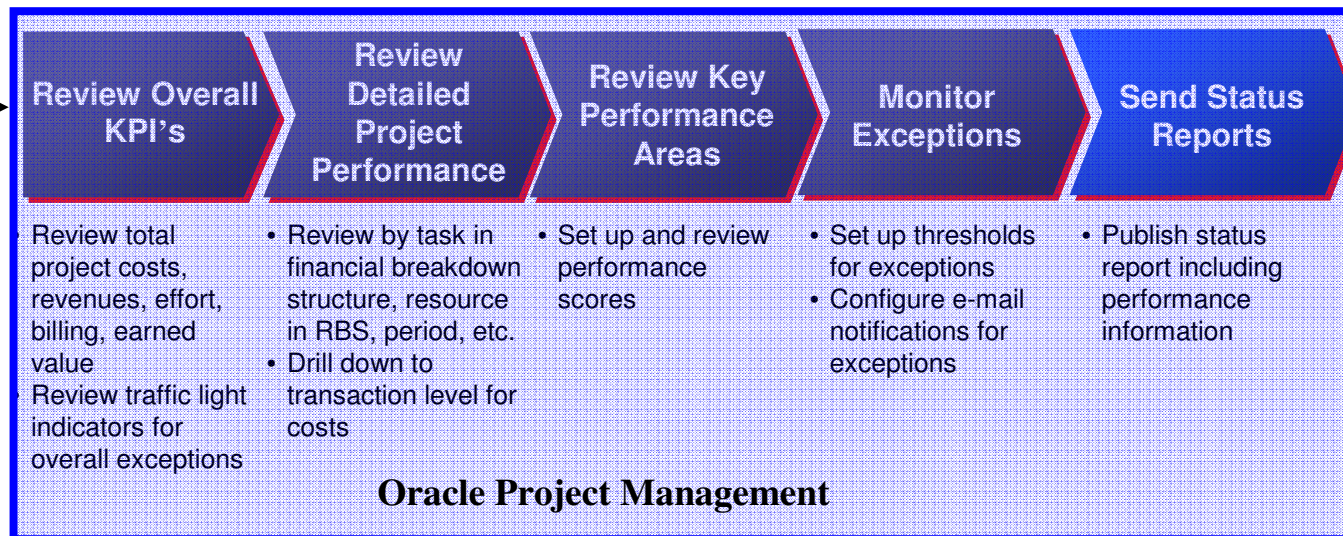 Review Overall
KPI's
Review
Detailed
Project
Performance
Review Key
Performance
Areas
Monitor
Exceptions
Send Status
Reports
• Review total
project costs,
revenues, effort,
billing, earned
value
• Review traffic light
indicators for
overall exceptions
• Review by task in
financial breakdown
structure, resource
in RBS, period, etc.
• Drill down to
transaction level for
costs
• Set up and review
performance
scores
• Set up thresholds
for exceptions
• Configure e-mail
notifications for
exceptions
• Publish status
report including
performance
information
Oracle Project Management